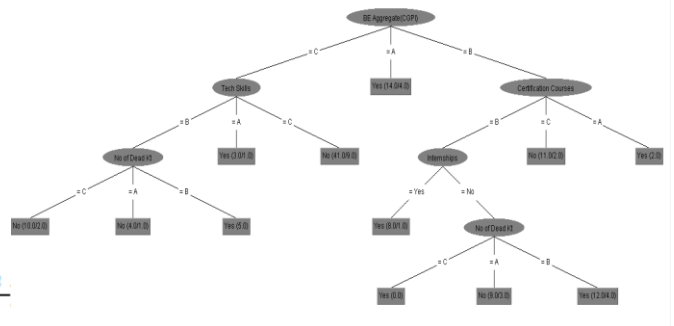 BE Aggregate(CGPI)
= C
= A
= B
Tech Skills
Yes (14.0/4.0)
Certification Courses
= B
= A
= C
= B
= C
= A
No of Dead Kt
Yes (3.0/1.0)
No (41.0/9.0)
Internships
No (11.0/2.0)
Yes (2.0)
= C
= A
= B
= Yes
= No
No (10.0/2.0)
No (4.0/1.0)
Yes (5.0)
Yes (8.0/1.0)
No of Dead Kt
= C
= A
= B
Yes (0.0)
No (9.0/3.0)
Yes (12.0/4.0)